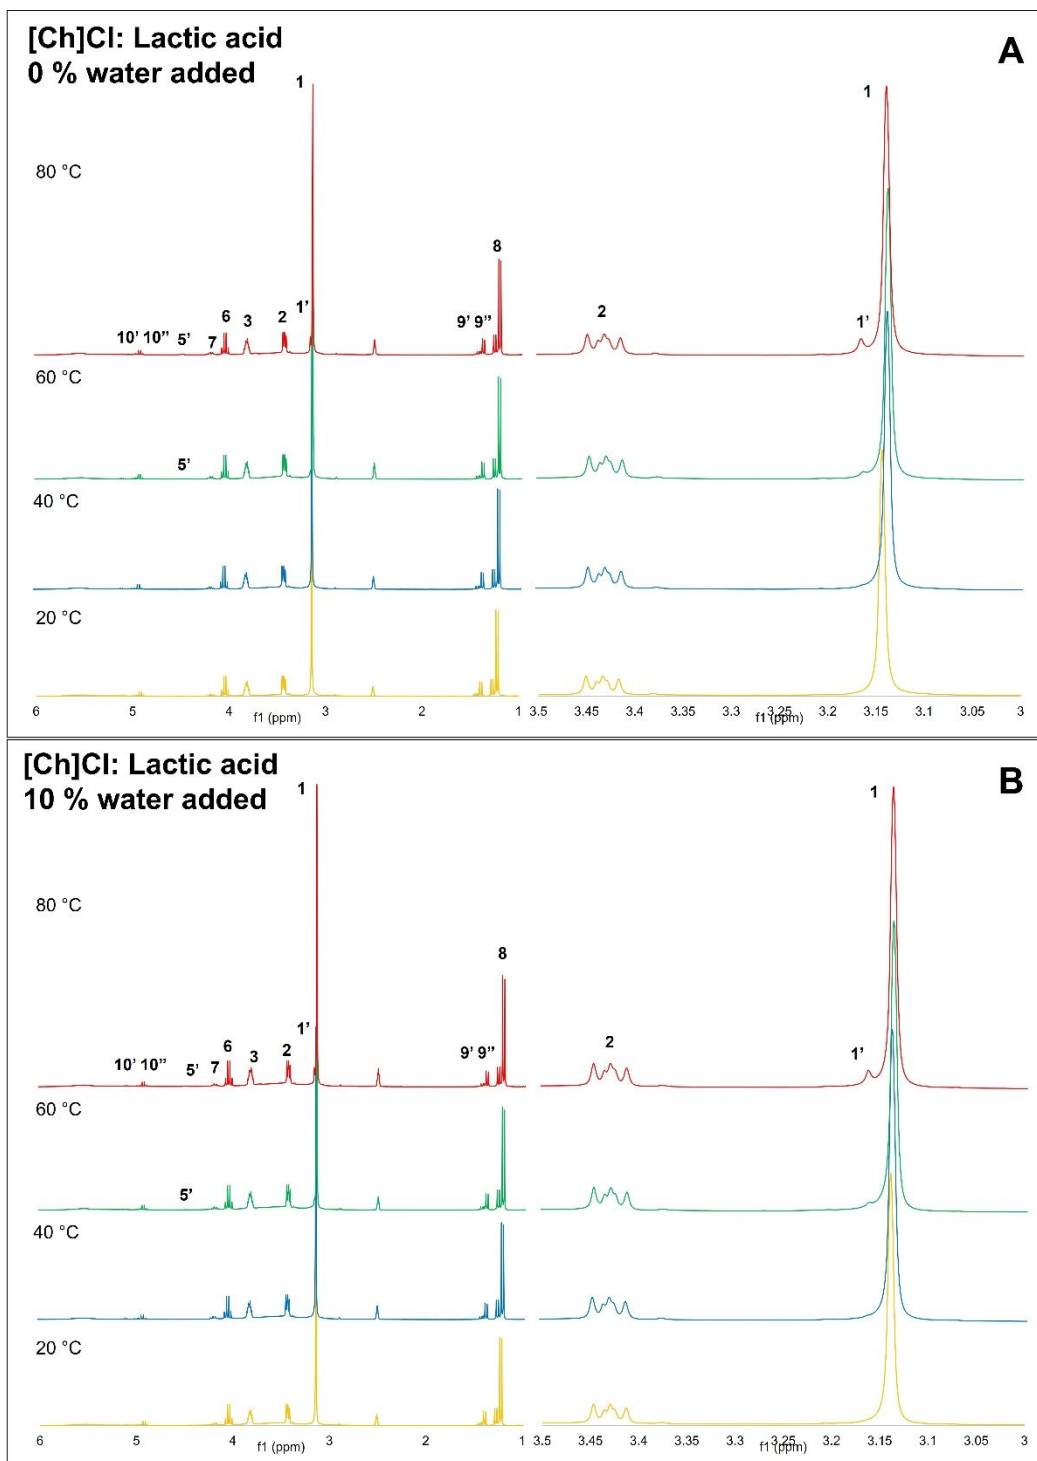 [Ch]Cl: Lactic acid
0 % water added
A
1
1
80 °C
8
1'
6 3 2
9' 9”
2
1'
10' 10” 5' 7
60 °C
5'
40 °C
20 °C
6 5 4 3 2 1
f1 (ppm)
3.5 3.45 3.4 3.35 3.3 3.25 3.2 3.15 3.1 3.05 3
f1 (ppm)
[Ch]Cl: Lactic acid
10 % water added
B
1
1
80 °C
8
1'
6 3 2
9' 9”
2
1'
10' 10” 5' 7
60 °C
5'
40 °C
20 °C
6 5 4 3 2 1
f1 (ppm)
3.5 3.45 3.4 3.35 3.3 3.25 3.2 3.15 3.1 3.05 3
f1 (ppm)